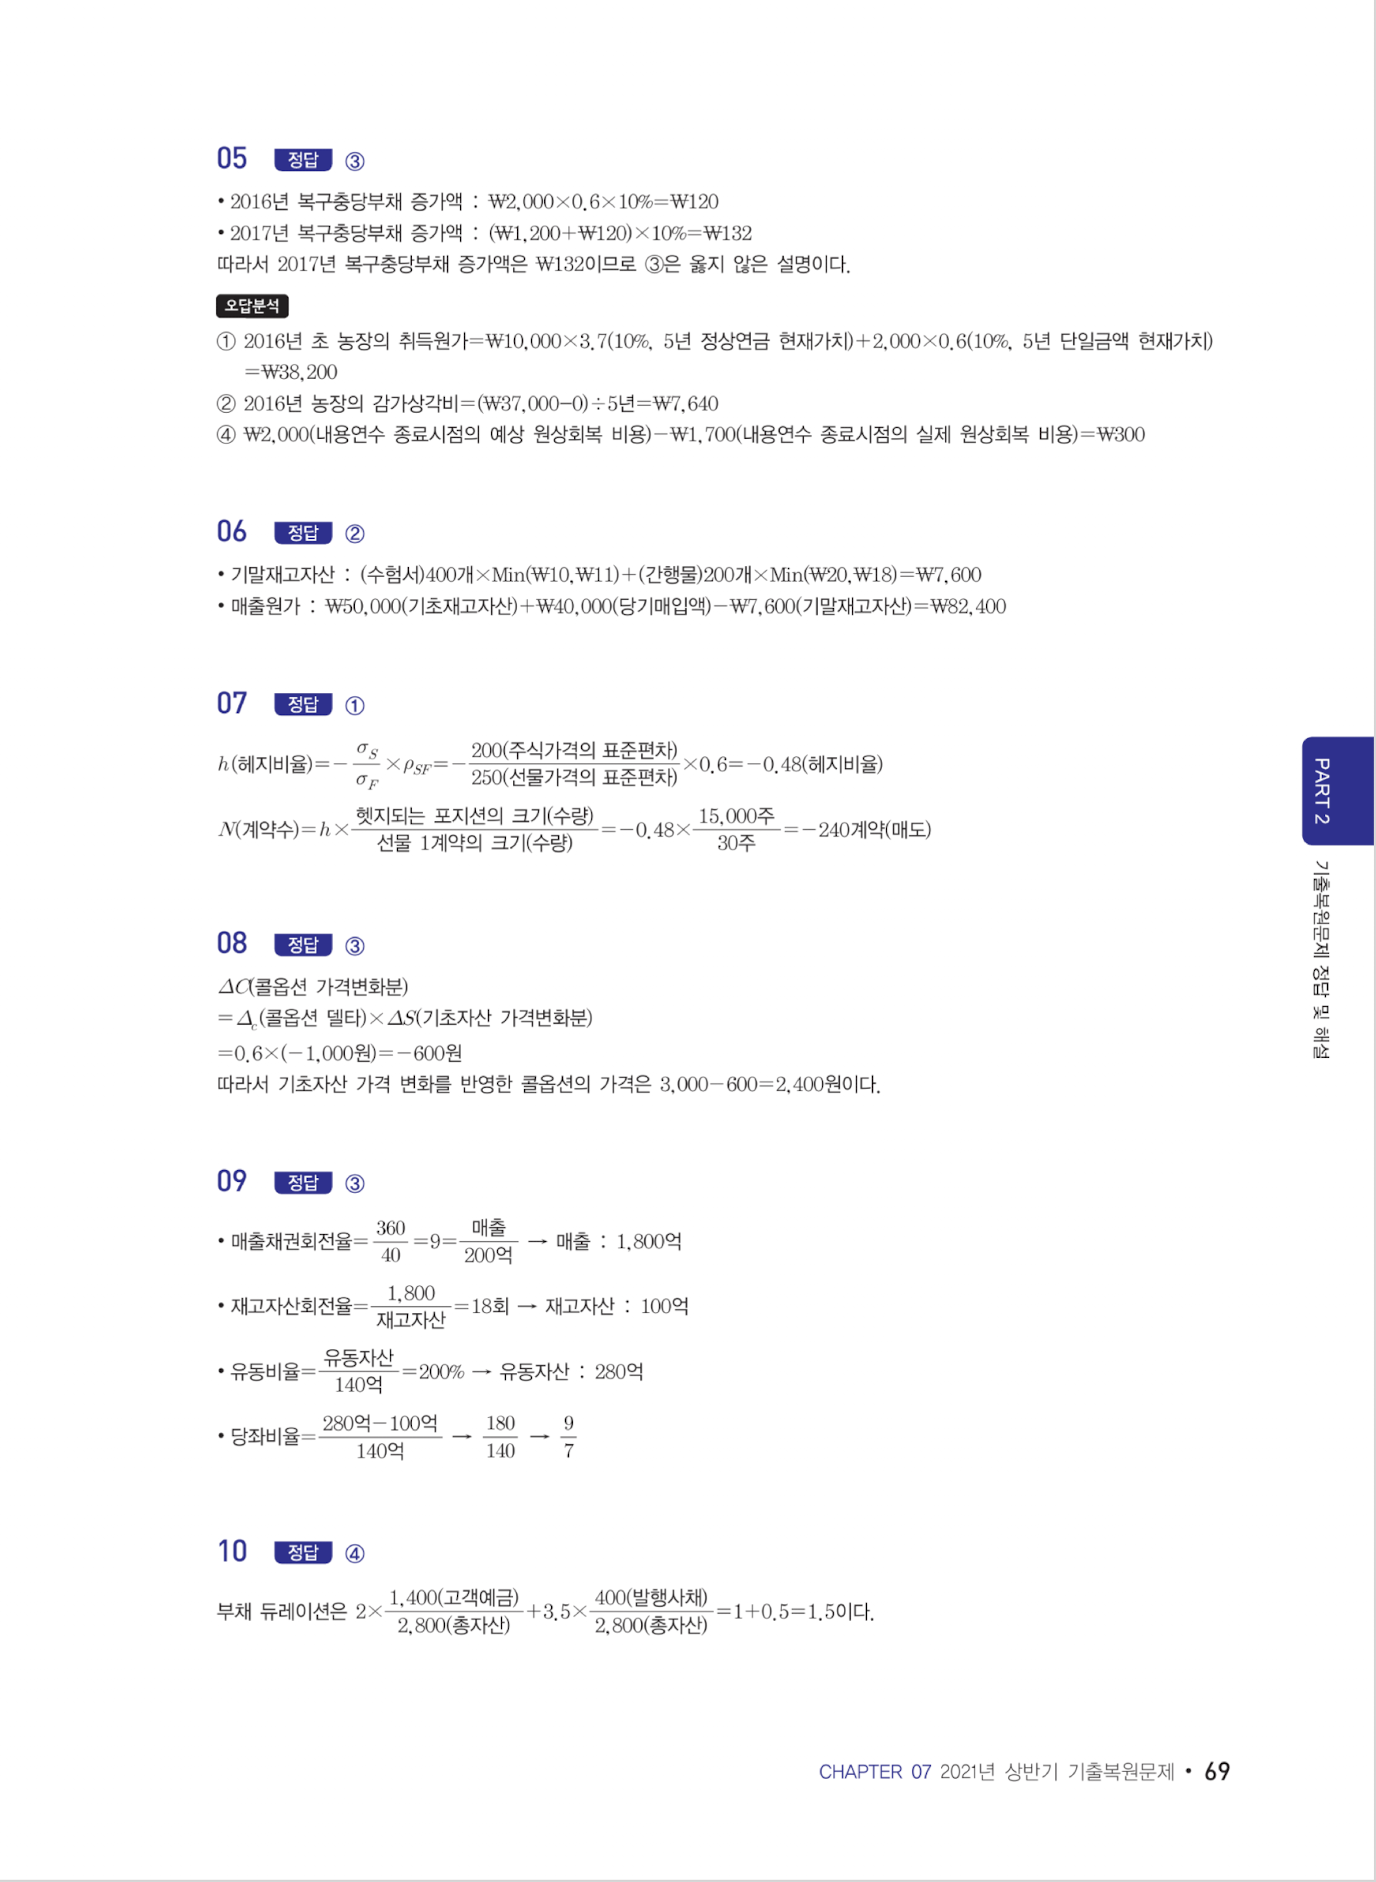 05 정답 ③
• 2016년 복구충당부채 증가액 : ₩2,000×0.6×10%=₩120
• 2017년 복구충당부채 증가액 : (₩1,200+₩120)×10%=₩132
따라서 2017년 복구충당부채 증가액은 ₩132이므로 ③은 옳지 않은 설명이다.
오답분석
① 2016년 초 농장의 취득원가=₩10,000×3.7(10%, 5년 정상연금 현재가치)+2,000×0.6(10%, 5년 단일금액 현재가치)
=₩38,200
② 2016년 농장의 감가상각비=(₩37,000-0)÷5년=₩7,640
④ ₩2,000(내용연수 종료시점의 예상 원상회복 비용)-₩1,700(내용연수 종료시점의 실제 원상회복 비용)=₩300
06 정답 ②
• 기말재고자산 : (수험서)400개×Min(₩10,₩11)+(간행물)200개×Min(₩20,₩18)=₩7,600
• 매출원가 : ₩50,000(기초재고자산)+₩40,000(당기매입액)-₩7,600(기말재고자산)=₩82,400
07 정답 ①
h(헤지비율)=-σ_S/σ_F×ρ_SF=-200(주식가격의 표준편차)/250(선물가격의 표준편차)×0.6=-0.48(헤지비율)
N(계약수)=h×헷지되는 포지션의 크기(수량)/선물 1계약의 크기(수량)=-0.48×15,000주/30주=-240계약(매도)
08 정답 ③
ΔC(콜옵션 가격변화분)
=Δ_c(콜옵션 델타)×ΔS(기초자산 가격변화분)
=0.6×(-1,000원)=-600원
따라서 기초자산 가격 변화를 반영한 콜옵션의 가격은 3,000-600=2,400원이다.
09 정답 ③
• 매출채권회전율=360/40=9=매출/200억 → 매출 : 1,800억
• 재고자산회전율=1,800/재고자산=18회 → 재고자산 : 100억
• 유동비율=유동자산/140억=200% → 유동자산 : 280억
• 당좌비율=280억-100억/140억 → 180/140 → 9/7
10 정답 ④
부채 듀레이션은 2×1,400(고객예금)/2,800(총자산)+3.5×400(발행사채)/2,800(총자산)=1+0.5=1.5이다.
PART 2
기출복원문제 정답 및 해설
CHAPTER 07 2021년 상반기 기출복원문제 • 69